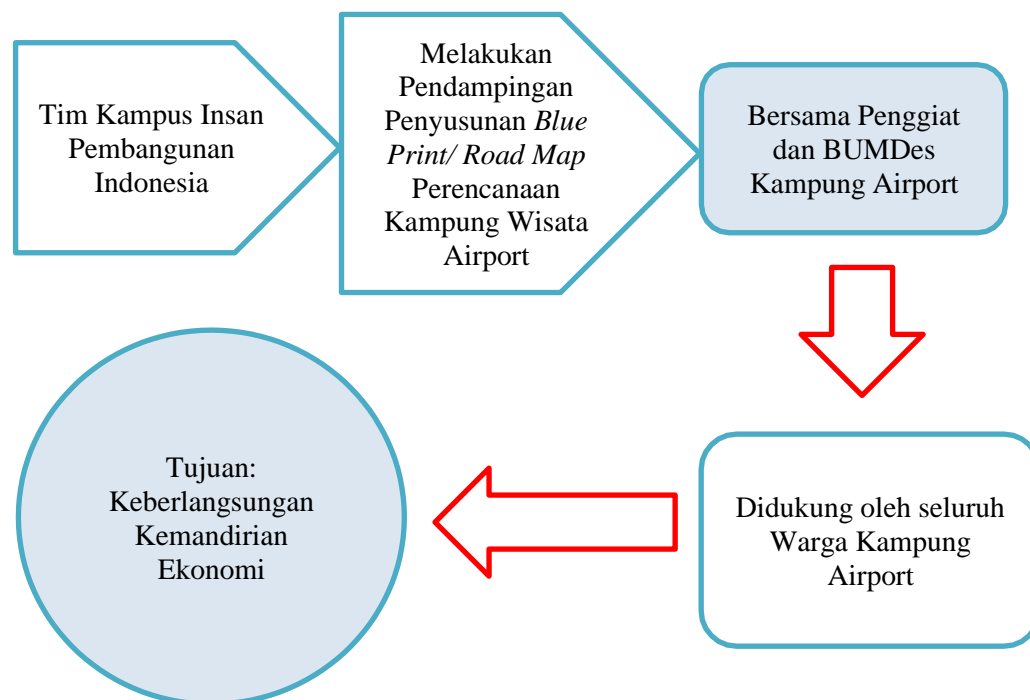 Tim Kampus Insan
Pembangunan
Indonesia
Melakukan
Pendampingan
Penyusunan Blue
Print/ Road Map
Perencanaan
Kampung Wisata
Airport
Bersama Penggiat
dan BUMDes
Kampung Airport
Didukung oleh seluruh
Warga Kampung
Airport
Tujuan:
Keberlangsungan
Kemandirian
Ekonomi